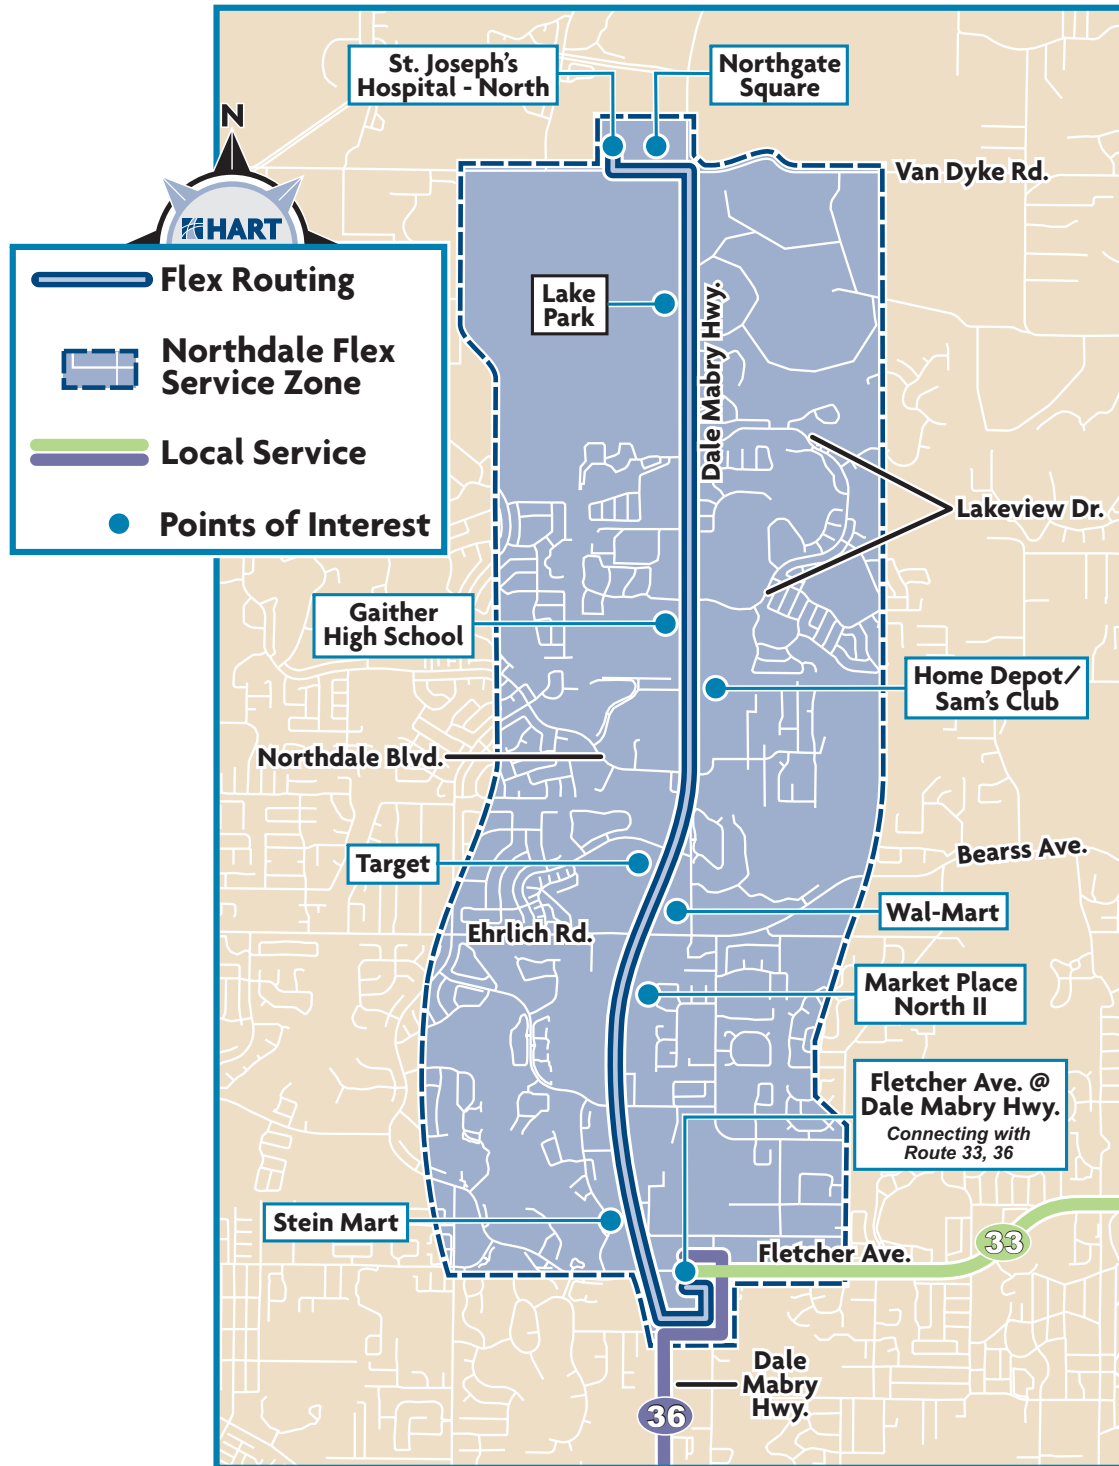 St. Joseph's
Hospital - North
Northgate
Square
N
Van Dyke Rd.
HART
Flex Routing
Northdale Flex
Service Zone
Local Service
Points of Interest
Lake
Park
Dale Mabry Hwy.
Lakeview Dr.
Gaither
High School
Home Depot/
Sam's Club
Northdale Blvd.
Target
Bearss Ave.
Wal-Mart
Ehrlich Rd.
Market Place
North II
Fletcher Ave. @
Dale Mabry Hwy.
Connecting with
Route 33, 36
Stein Mart
Fletcher Ave.
33
Dale
Mabry
Hwy.
36